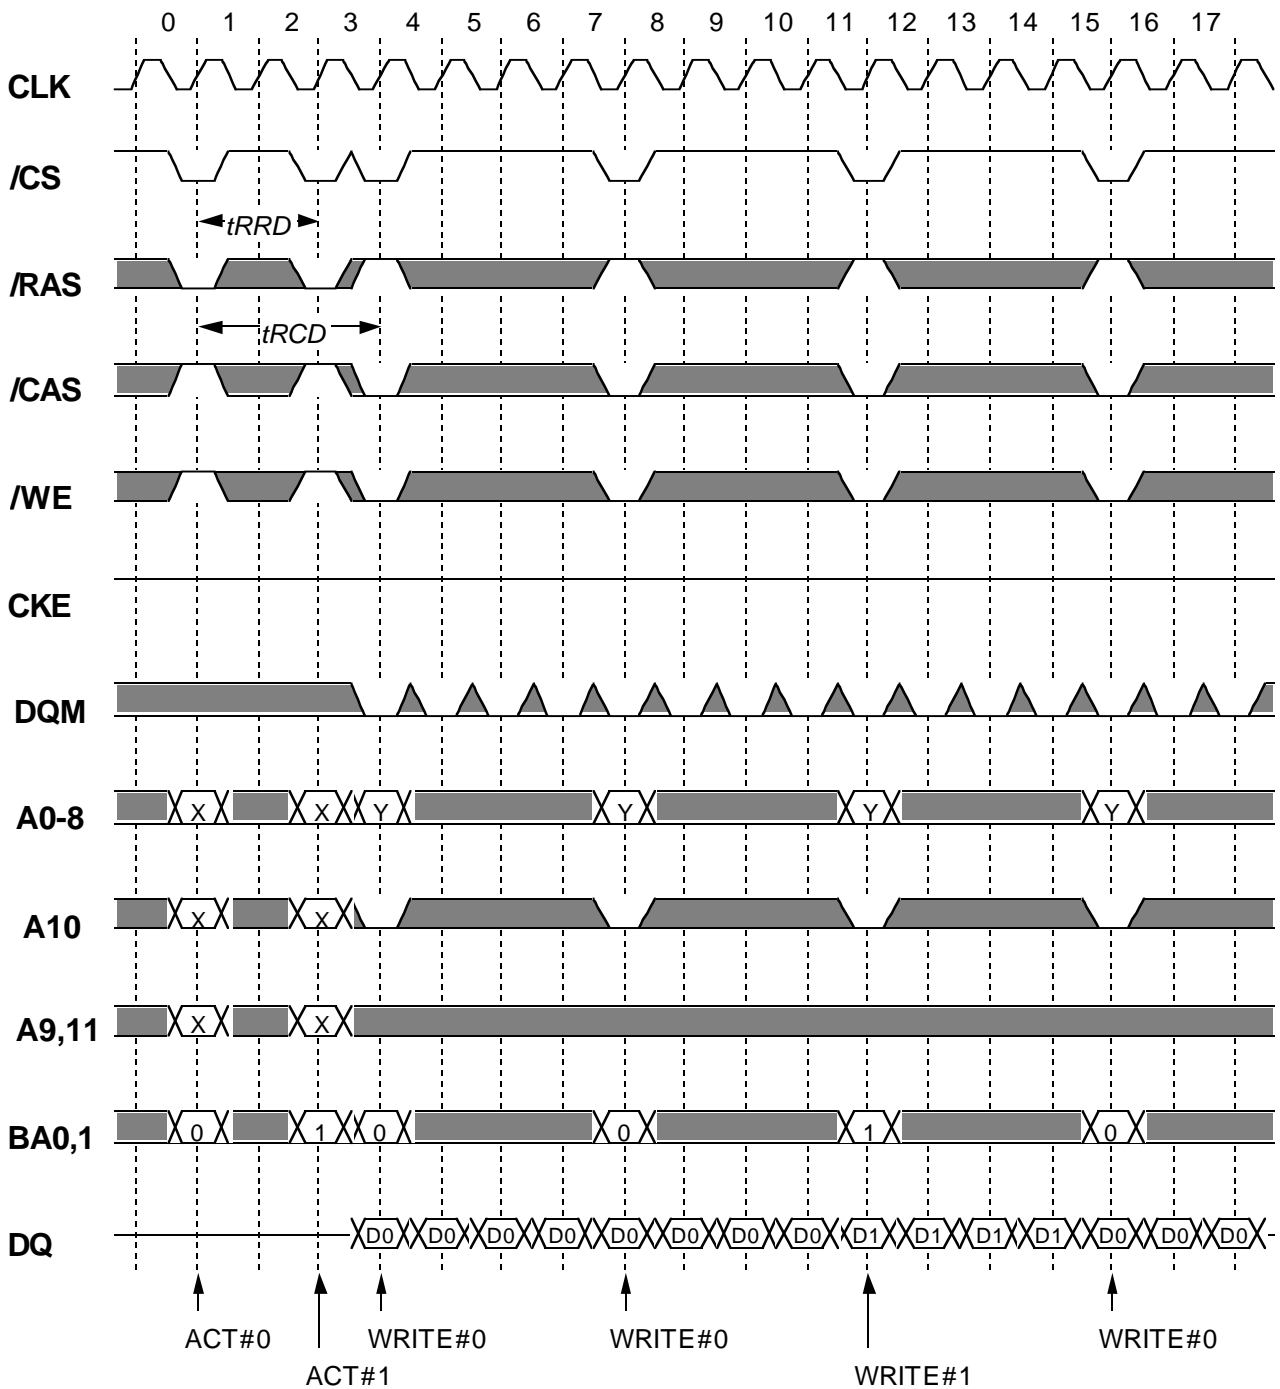 0 1 2 3 4 5 6 7 8 9 10 11 12 13 14 15 16 17
CLK
/CS
tRRD
/RAS
tRCD
/CAS
/WE
CKE
DQM
A0-8 X X Y Y Y Y
A10 X X
A9,11 X X
BA0,1 0 1 0 0 1 0
DQ D0 D0 D0 D0 D0 D0 D0 D0 D1 D1 D1 D1 D0 D0 D0
ACT#0 WRITE#0 WRITE#0 WRITE#0
ACT#1 WRITE#1